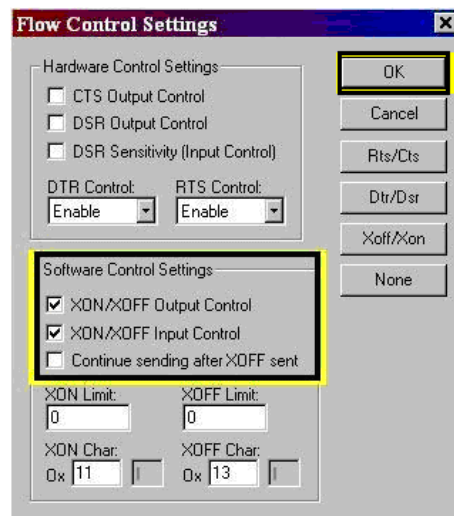 Flow Control Settings
Hardware Control Settings
CTS Output Control
DSR Output Control
DSR Sensitivity (Input Control)
DTR Control: RTS Control:
Enable Enable
Software Control Settings
XON/XOFF Output Control
XON/XOFF Input Control
Continue sending after XOFF sent
XON Limit: XOFF Limit:
0 0
XON Char: XOFF Char:
0x 11 0x 13
OK
Cancel
Rts/Cts
Dtr/Dsr
Xoff/Xon
None